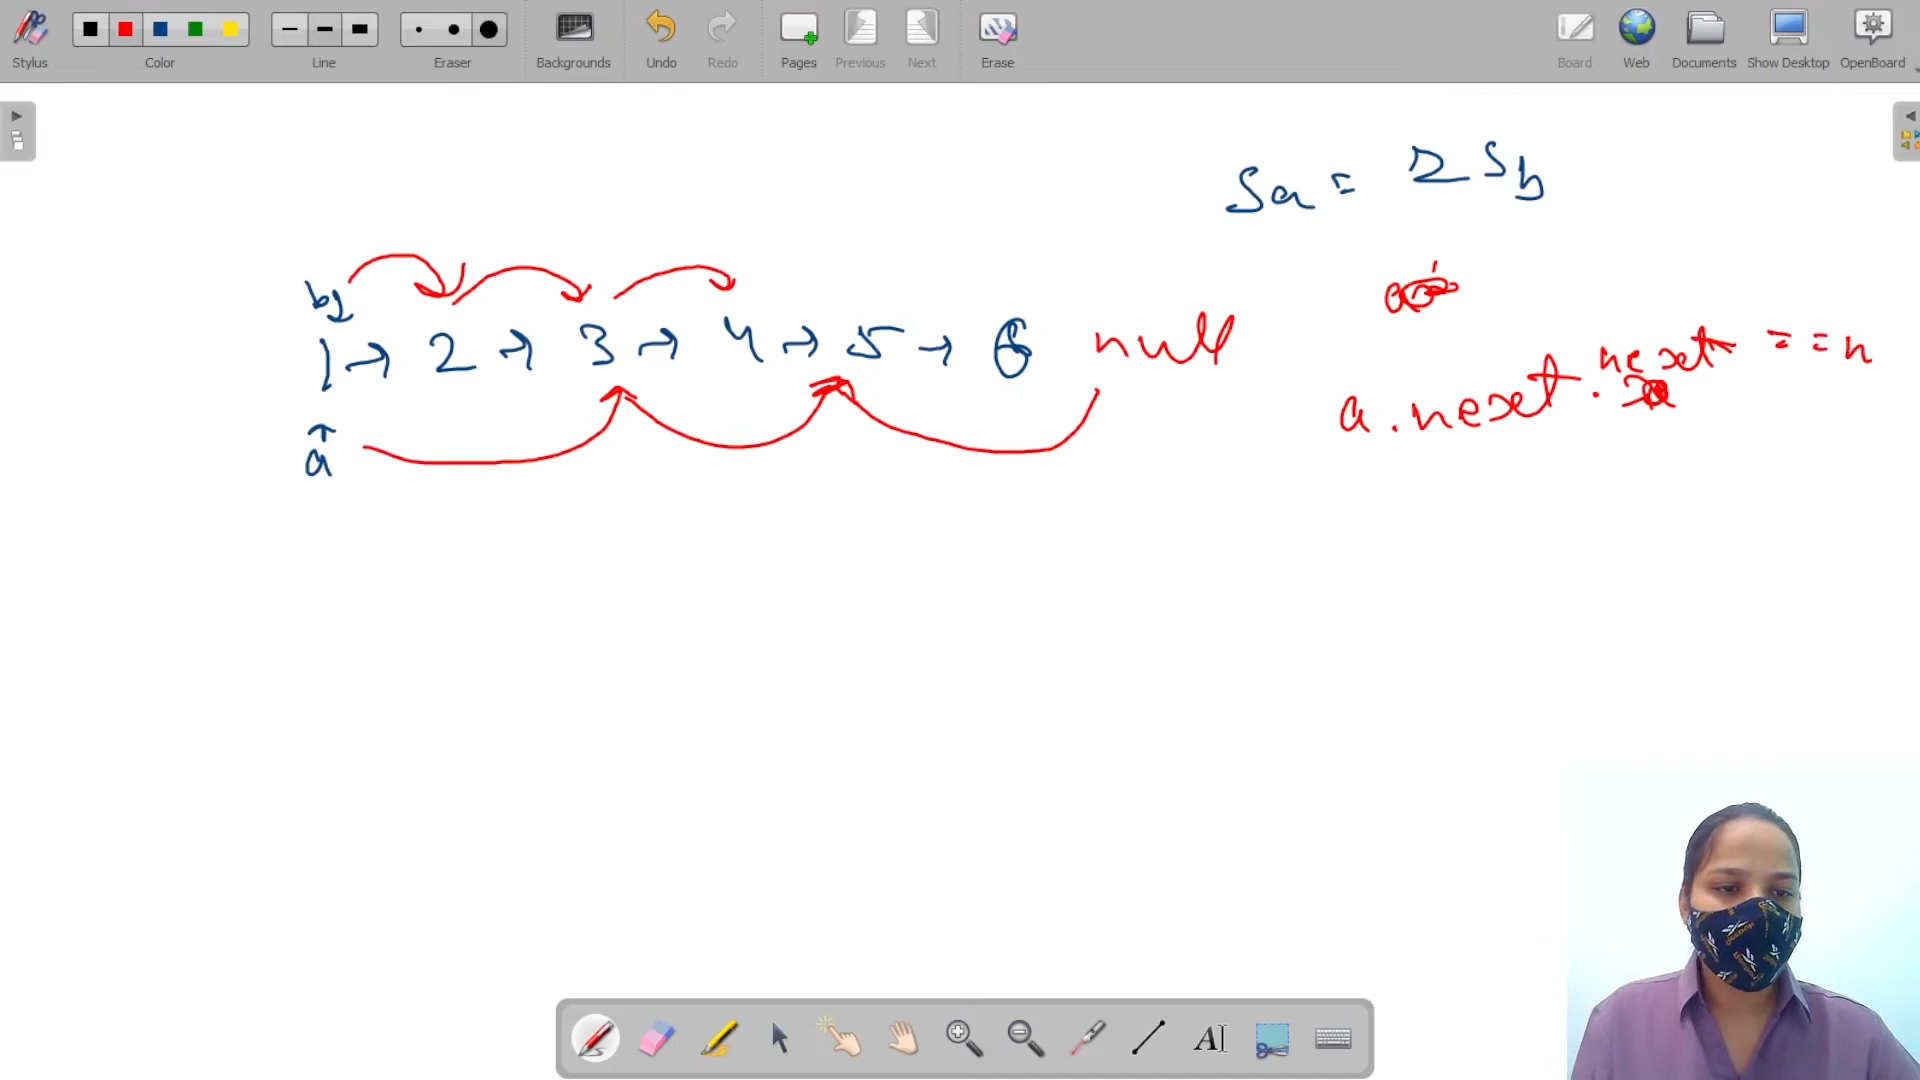 Stylus Color Line Eraser Backgrounds Undo Redo Pages Previous Next Erase Board Web Documents Show Desktop OpenBoard
Sa = 2 Sb
b
1 → 2 → 3 → 4 → 5 → 6 null
a
a.next.next == n
A